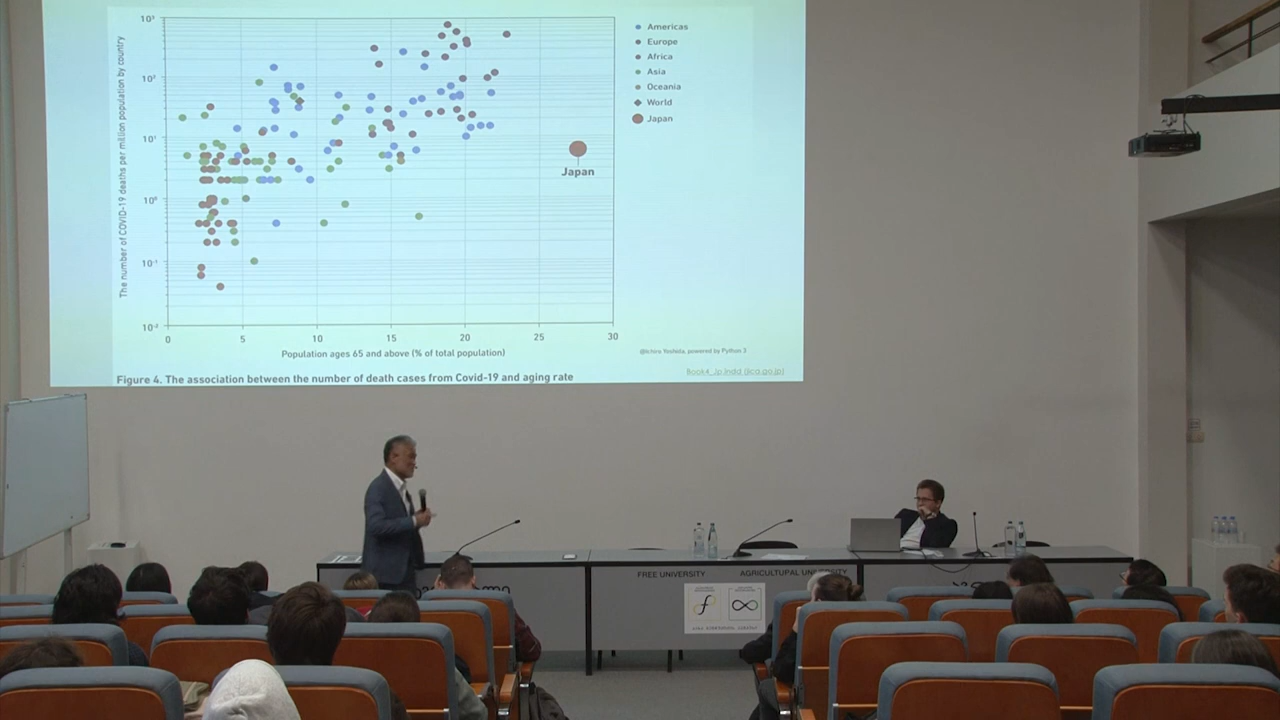 The number of COVID-19 deaths per million population by country
10³
10²
10¹
10⁰
10⁻¹
10⁻²
0 5 10 15 20 25 30
Population ages 65 and above (% of total population)
Americas
Europe
Africa
Asia
Oceania
World
Japan
Japan
@Ichiro Yoshida, powered by Python 3
Figure 4. The association between the number of death cases from Covid-19 and aging rate
Book4_Jp.indd (jica.go.jp)
FREE UNIVERSITY AGRICULTUPAL UNIVERSITY